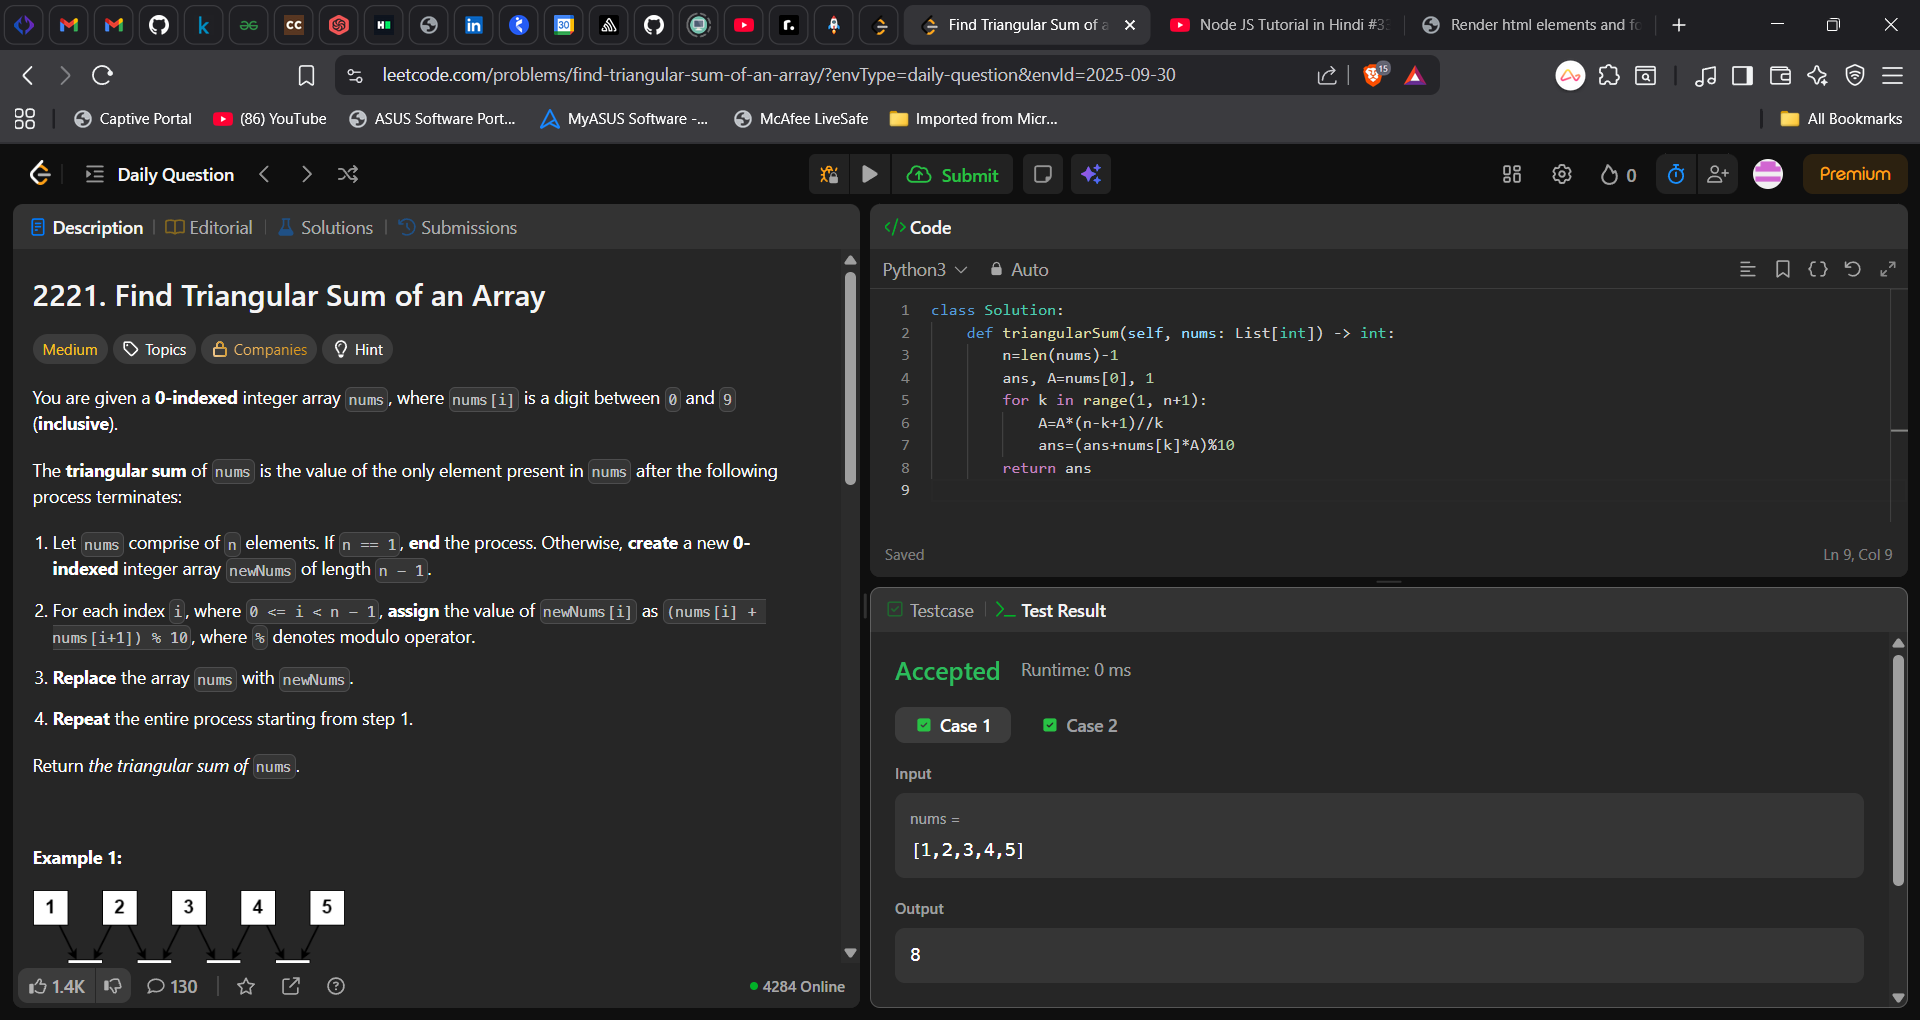 Find Triangular Sum of a
Node JS Tutorial in Hindi #3
Render html elements and fo
leetcode.com/problems/find-triangular-sum-of-an-array/?envType=daily-question&envId=2025-09-30
15
Captive Portal
(86) YouTube
ASUS Software Port...
MyASUS Software -...
McAfee LiveSafe
Imported from Micr...
All Bookmarks
Daily Question
Submit
0
Premium
Description
Editorial
Solutions
Submissions
2221. Find Triangular Sum of an Array
Medium
Topics
Companies
Hint
You are given a 0-indexed integer array nums, where nums[i] is a digit between 0 and 9
(inclusive).
The triangular sum of nums is the value of the only element present in nums after the following
process terminates:
1. Let nums comprise of n elements. If n == 1, end the process. Otherwise, create a new 0-
indexed integer array newNums of length n - 1.
2. For each index i, where 0 <= i < n - 1, assign the value of newNums[i] as (nums[i] +
nums[i+1]) % 10, where % denotes modulo operator.
3. Replace the array nums with newNums.
4. Repeat the entire process starting from step 1.
Return the triangular sum of nums.
Example 1:
1 2 3 4 5
1.4K
130
4284 Online
</> Code
Python3
Auto
1 class Solution:
2     def triangularSum(self, nums: List[int]) -> int:
3         n=len(nums)-1
4         ans, A=nums[0], 1
5         for k in range(1, n+1):
6             A=A*(n-k+1)//k
7             ans=(ans+nums[k]*A)%10
8         return ans
9
Saved
Ln 9, Col 9
Testcase
Test Result
Accepted
Runtime: 0 ms
Case 1
Case 2
Input
nums =
[1,2,3,4,5]
Output
8